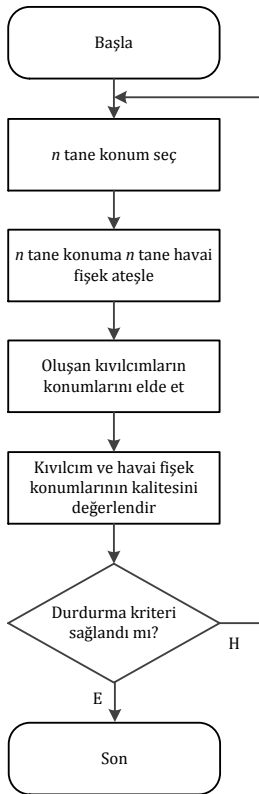 Başla
n tane konum seç
n tane konuma n tane havai
fişek ateşle
Oluşan kıvılcımların
konumlarını elde et
Kıvılcım ve havai fişek
konumlarının kalitesini
değerlendir
Durdurma kriteri
sağlandı mı?
H
E
Son